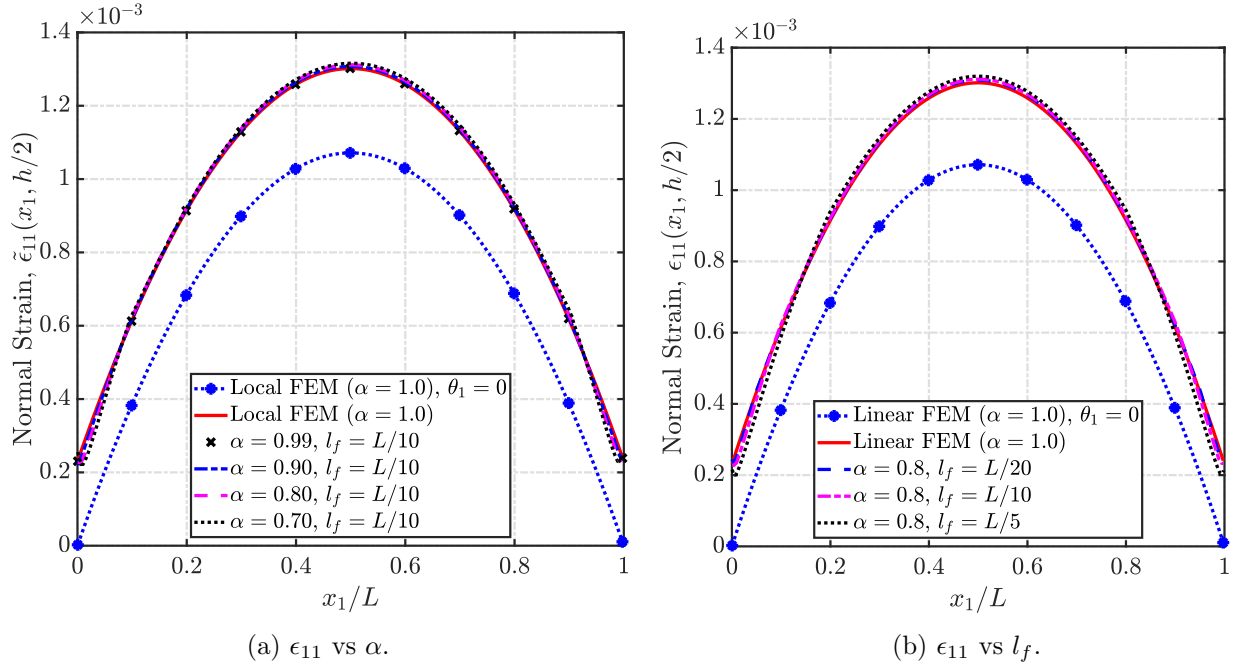 ×10⁻³
1.4
1.2
1
0.8
0.6
0.4
0.2
0
Normal Strain, ϵ̃₁₁(x₁, h/2)
Local FEM (α = 1.0), θ₁ = 0
Local FEM (α = 1.0)
α = 0.99, l_f = L/10
α = 0.90, l_f = L/10
α = 0.80, l_f = L/10
α = 0.70, l_f = L/10
0 0.2 0.4 0.6 0.8 1
x₁/L
(a) ϵ₁₁ vs α.
×10⁻³
1.4
1.2
1
0.8
0.6
0.4
0.2
0
Normal Strain, ϵ₁₁(x₁, h/2)
Linear FEM (α = 1.0), θ₁ = 0
Linear FEM (α = 1.0)
α = 0.8, l_f = L/20
α = 0.8, l_f = L/10
α = 0.8, l_f = L/5
0 0.2 0.4 0.6 0.8 1
x₁/L
(b) ϵ₁₁ vs l_f.